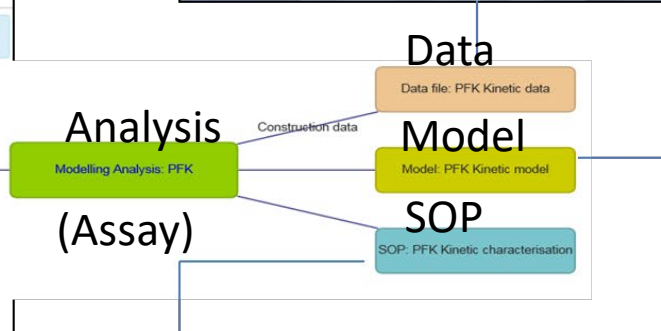 Data
Data file: PFK Kinetic data
Analysis
Construction data
Model
Modelling Analysis: PFK
Model: PFK Kinetic model
(Assay)
SOP
SOP: PFK Kinetic characterisation